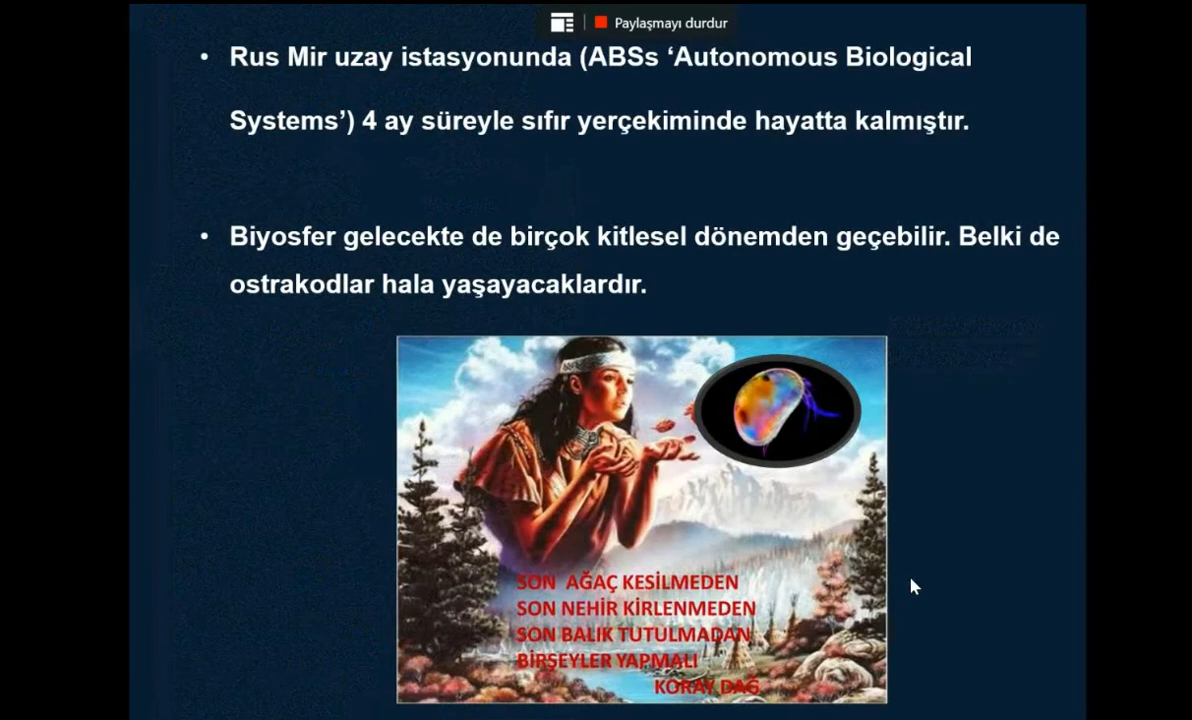 Paylaşmayı durdur
• Rus Mir uzay istasyonunda (ABSs ‘Autonomous Biological
Systems’) 4 ay süreyle sıfır yerçekiminde hayatta kalmıştır.
• Biyosfer gelecekte de birçok kitlesel dönemden geçebilir. Belki de
ostrakodlar hala yaşayacaklardır.
SON AĞAÇ KESİLMEDEN
SON NEHİR KİRLENMEDEN
SON BALIK TUTULMADAN
BİRŞEYLER YAPMALI
KORAY DAĞ